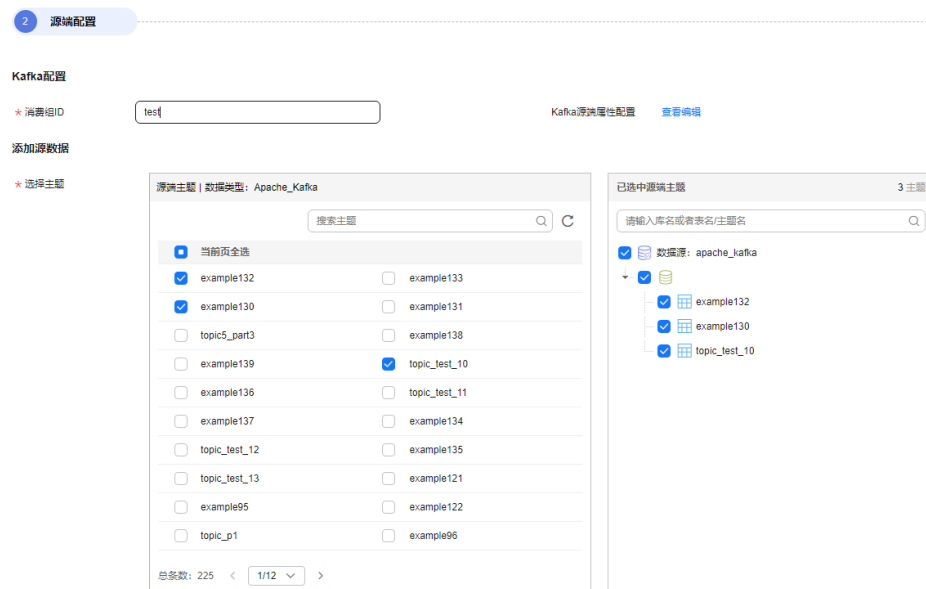 2 源端配置
Kafka配置
* 消费组ID test Kafka源端属性配置 查看编辑
添加源数据
* 选择主题
源端主题 | 数据类型：Apache_Kafka
搜索主题
当前页全选
example132 example133
example130 example131
topic5_part3 example138
example139 topic_test_10
example136 topic_test_11
example137 example134
topic_test_12 example135
topic_test_13 example121
example95 example122
topic_p1 example96
总条数：225 < 1/12 >
已选中源端主题 3 主题
请输入库名或者表名/主题名
数据源：apache_kafka
example132
example130
topic_test_10